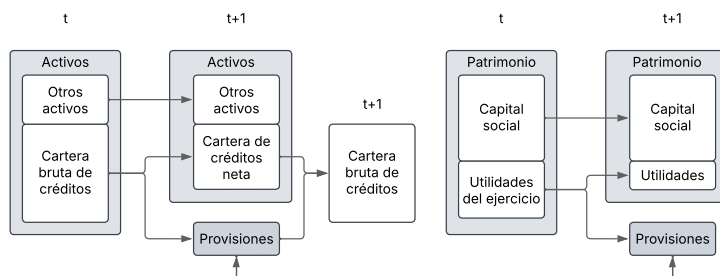 t
t+1
Activos
Otros
activos
Cartera
bruta de
créditos
Activos
Otros
activos
Cartera de
créditos
neta
Provisiones
t+1
Cartera
bruta de
créditos
t
t+1
Patrimonio
Capital
social
Utilidades
del ejercicio
Patrimonio
Capital
social
Utilidades
Provisiones